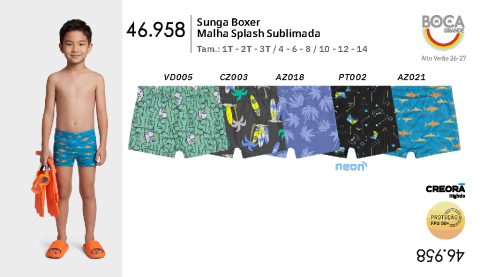 46.958
Sunga Boxer
Malha Splash Sublimada
Tam.: 1T - 2T - 3T / 4 - 6 - 8 / 10 - 12 - 14
BOCA
GRANDE
Alto Verão 26-27
VD005 CZ003 AZ018 PT002 AZ021
neon
CREORA
Highclo
PROTEÇÃO
FPU 50+
46.958